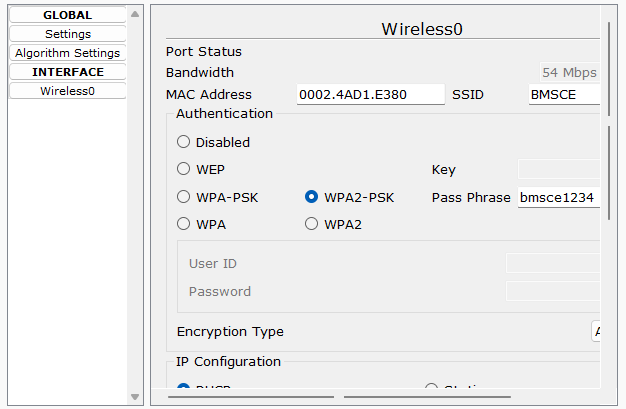 GLOBAL
Settings
Algorithm Settings
INTERFACE
Wireless0
Wireless0
Port Status
Bandwidth 54 Mbps
MAC Address 0002.4AD1.E380 SSID BMSCE
Authentication
Disabled
WEP Key
WPA-PSK WPA2-PSK Pass Phrase bmsce1234
WPA WPA2
User ID
Password
Encryption Type
IP Configuration